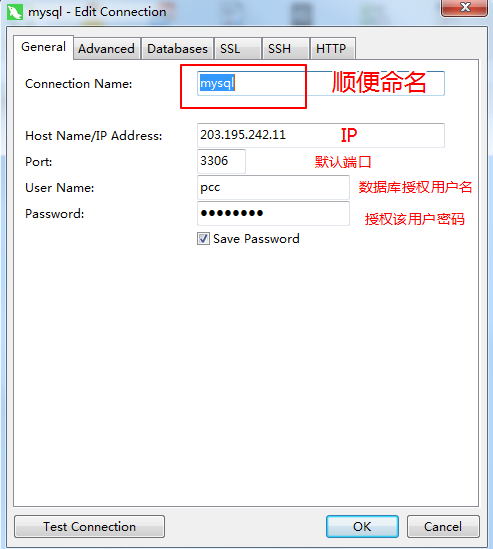 mysql - Edit Connection
General Advanced Databases SSL SSH HTTP
Connection Name: mysql 顺便命名
Host Name/IP Address: 203.195.242.11 IP
Port: 3306 默认端口
User Name: pcc 数据库授权用户名
Password: ●●●●●●●● 授权该用户密码
Save Password
Test Connection OK Cancel